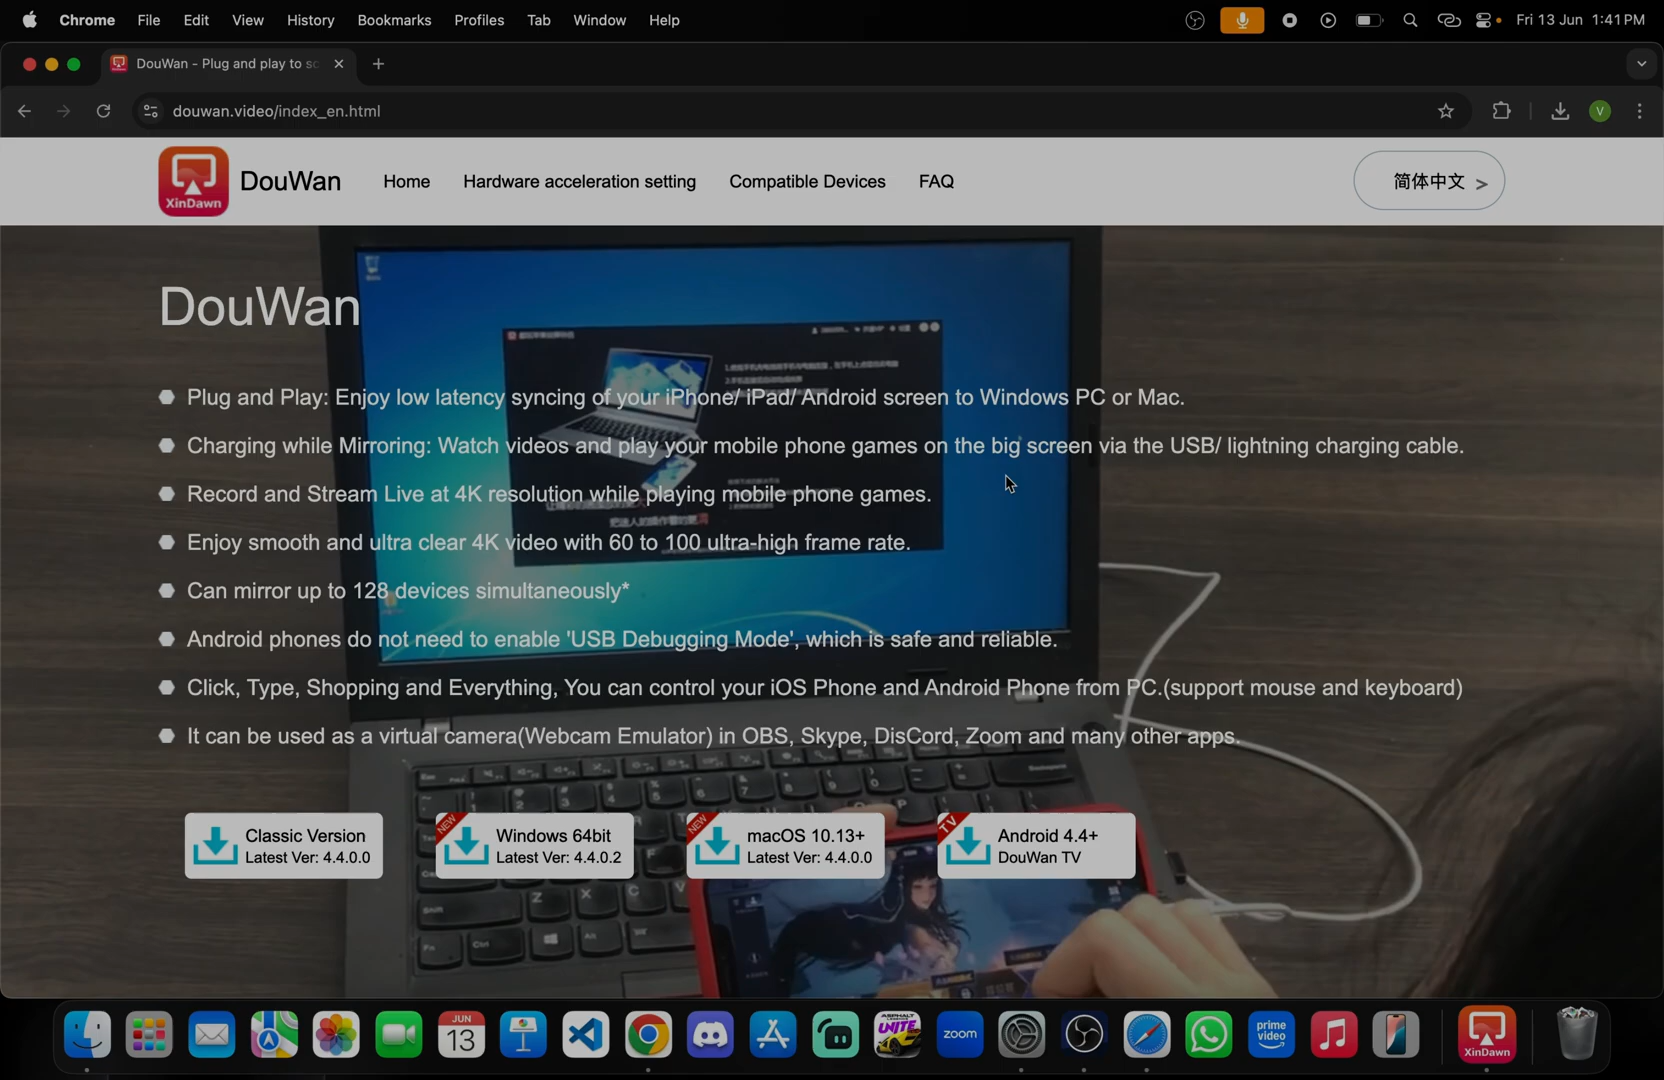 Chrome File Edit View History Bookmarks Profiles Tab Window Help Fri 13 Jun 1:41 PM
DouWan - Plug and play to sc
douwan.video/index_en.html
V
XinDawn
DouWan Home Hardware acceleration setting Compatible Devices FAQ 简体中文 >
DouWan
Plug and Play: Enjoy low latency syncing of your iPhone/ iPad/ Android screen to Windows PC or Mac.
Charging while Mirroring: Watch videos and play your mobile phone games on the big screen via the USB/ lightning charging cable.
Record and Stream Live at 4K resolution while playing mobile phone games.
Enjoy smooth and ultra clear 4K video with 60 to 100 ultra-high frame rate.
Can mirror up to 128 devices simultaneously*
Android phones do not need to enable 'USB Debugging Mode', which is safe and reliable.
Click, Type, Shopping and Everything, You can control your iOS Phone and Android Phone from PC.(support mouse and keyboard)
It can be used as a virtual camera(Webcam Emulator) in OBS, Skype, DisCord, Zoom and many other apps.
Classic Version
Latest Ver: 4.4.0.0
NEW
Windows 64bit
Latest Ver: 4.4.0.2
NEW
macOS 10.13+
Latest Ver: 4.4.0.0
TV
Android 4.4+
DouWan TV
JUN
13
ASPHALT
UNITE
zoom
prime
video
XinDawn